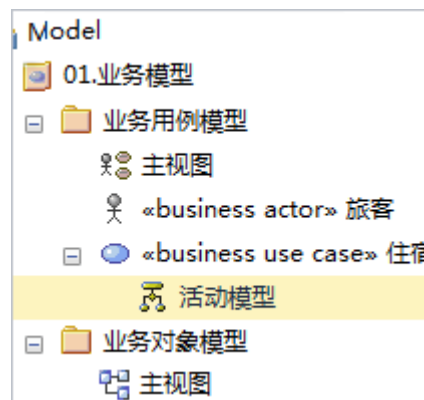 Model
01.业务模型
业务用例模型
主视图
«business actor» 旅客
«business use case» 住宿
活动模型
业务对象模型
主视图